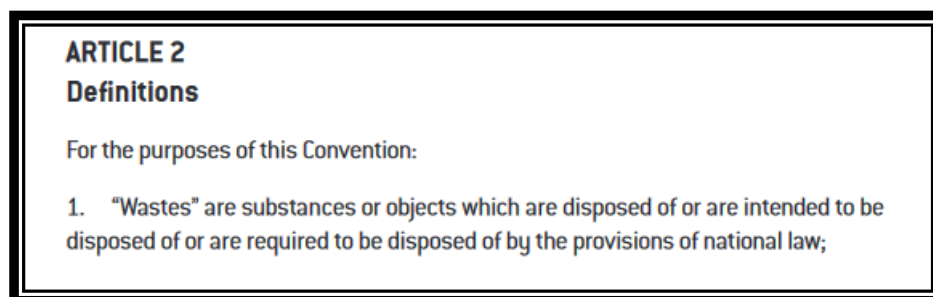 ARTICLE 2
Definitions
For the purposes of this Convention:
1. “Wastes” are substances or objects which are disposed of or are intended to be
disposed of or are required to be disposed of by the provisions of national law;